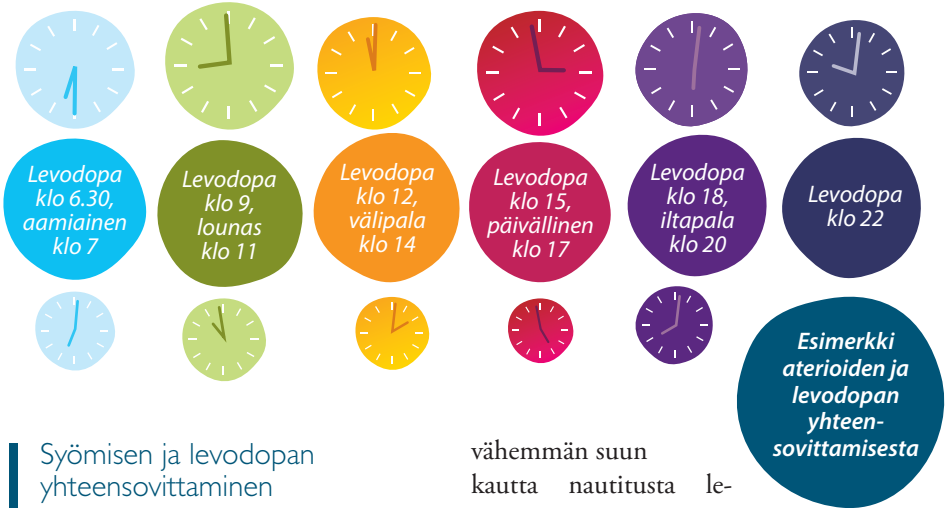 Levodopa
klo 6.30,
aamiainen
klo 7
Levodopa
klo 9,
lounas
klo 11
Levodopa
klo 12,
välipala
klo 14
Levodopa
klo 15,
päivällinen
klo 17
Levodopa
klo 18,
iltapala
klo 20
Levodopa
klo 22
Esimerkki
aterioiden ja
levodopan
yhteen-
sovittamisesta
Syömisen ja levodopan
yhteensovittaminen
vähemmän suun
kautta nautitusta le-